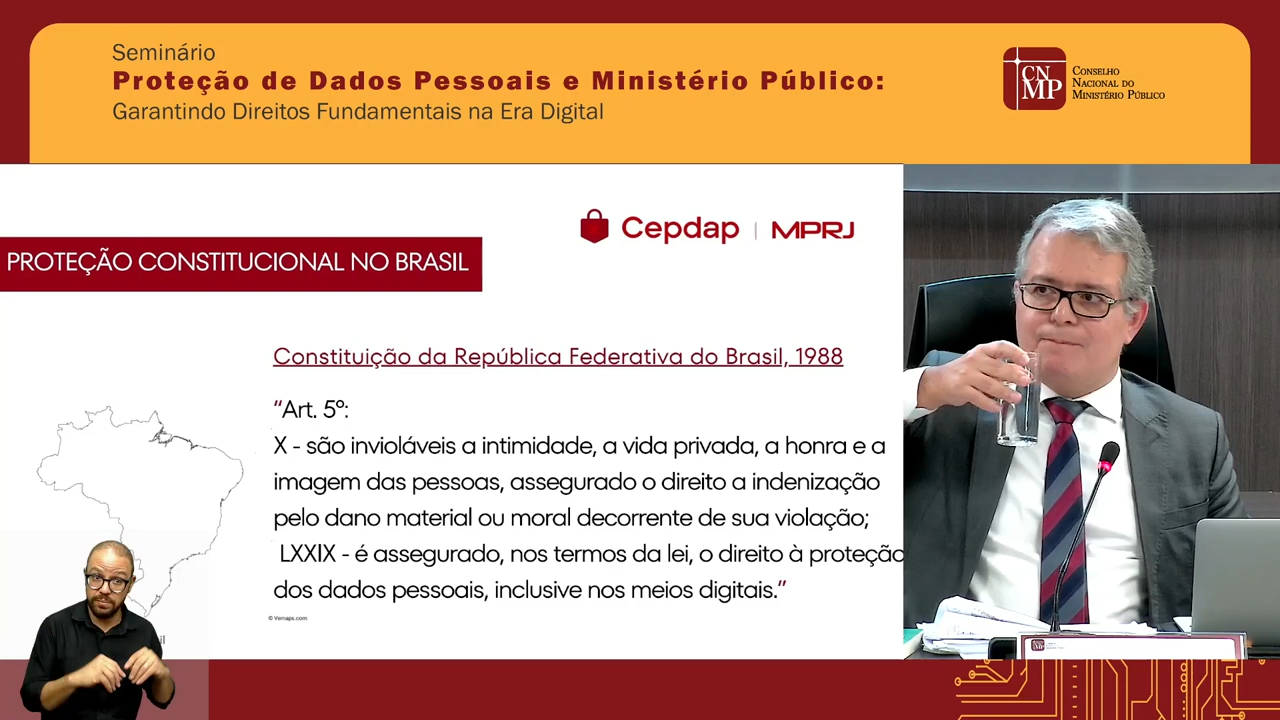 Seminário
Proteção de Dados Pessoais e Ministério Público:
Garantindo Direitos Fundamentais na Era Digital
CN
MP
CONSELHO
NACIONAL DO
MINISTÉRIO PÚBLICO
Cepdap | MPRJ
PROTEÇÃO CONSTITUCIONAL NO BRASIL
Constituição da República Federativa do Brasil, 1988
“Art. 5º:
X - são invioláveis a intimidade, a vida privada, a honra e a
imagem das pessoas, assegurado o direito a indenização
pelo dano material ou moral decorrente de sua violação;
LXXIX - é assegurado, nos termos da lei, o direito à proteção
dos dados pessoais, inclusive nos meios digitais.”
© Vemaps.com